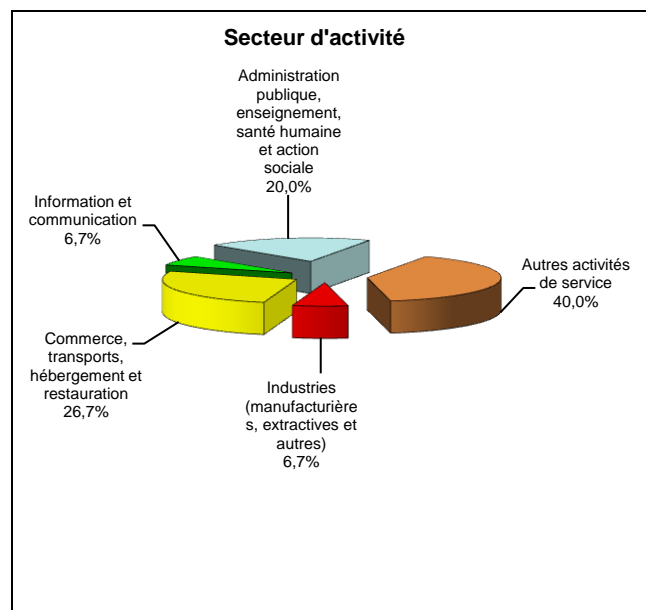 Secteur d'activité
Administration
publique,
enseignement,
santé humaine
et action
sociale
20,0%
Information et
communication
6,7%
Autres activités
de service
40,0%
Commerce,
transports,
hébergement et
restauration
26,7%
Industries
(manufacturière
s, extractives et
autres)
6,7%